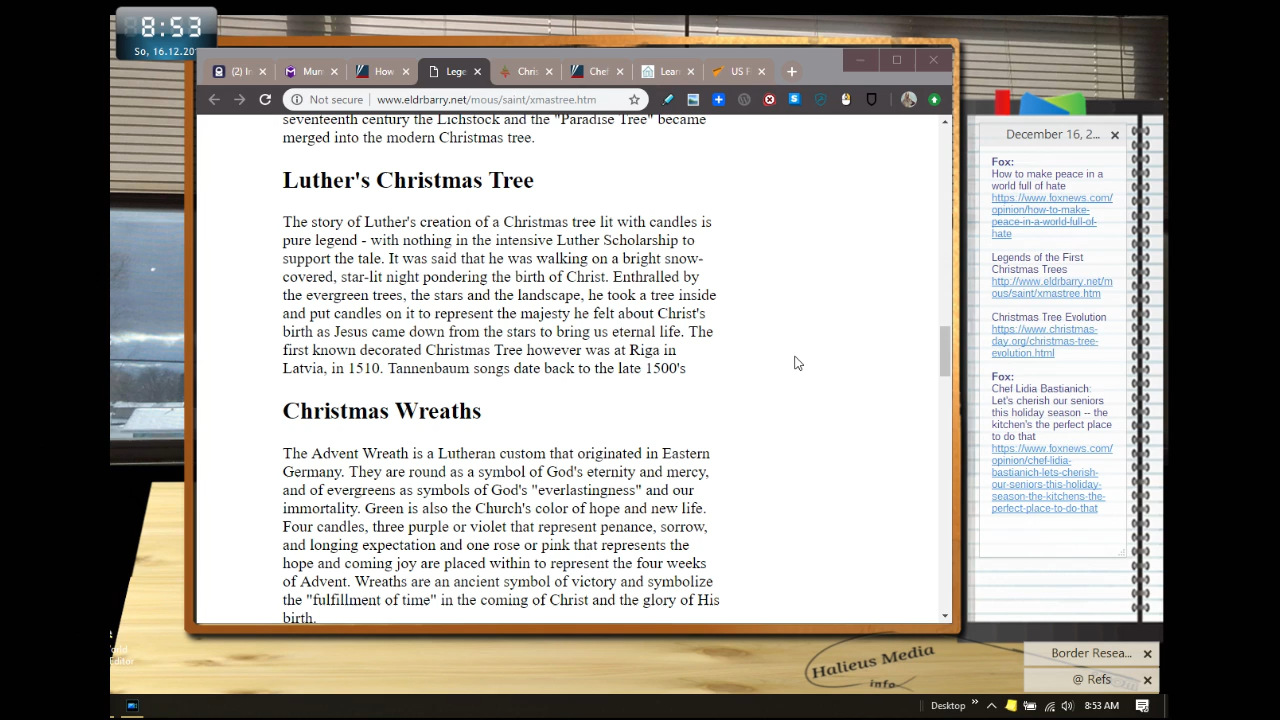 8:53
So, 16.12.20
(2) I
Mur
How
Lege
Chris
Chef
Lear
US F
Not secure
www.eldrbarry.net/mous/saint/xmastree.htm
seventeenth century the Lichstock and the "Paradise Tree" became
merged into the modern Christmas tree.
Luther's Christmas Tree
The story of Luther's creation of a Christmas tree lit with candles is
pure legend - with nothing in the intensive Luther Scholarship to
support the tale. It was said that he was walking on a bright snow-
covered, star-lit night pondering the birth of Christ. Enthralled by
the evergreen trees, the stars and the landscape, he took a tree inside
and put candles on it to represent the majesty he felt about Christ's
birth as Jesus came down from the stars to bring us eternal life. The
first known decorated Christmas Tree however was at Riga in
Latvia, in 1510. Tannenbaum songs date back to the late 1500's
Christmas Wreaths
The Advent Wreath is a Lutheran custom that originated in Eastern
Germany. They are round as a symbol of God's eternity and mercy,
and of evergreens as symbols of God's "everlastingness" and our
immortality. Green is also the Church's color of hope and new life.
Four candles, three purple or violet that represent penance, sorrow,
and longing expectation and one rose or pink that represents the
hope and coming joy are placed within to represent the four weeks
of Advent. Wreaths are an ancient symbol of victory and symbolize
the "fulfillment of time" in the coming of Christ and the glory of His
birth.
December 16, 2...
Fox:
How to make peace in a
world full of hate
https://www.foxnews.com/
opinion/how-to-make-
peace-in-a-world-full-of-
hate
Legends of the First
Christmas Trees
http://www.eldrbarry.net/m
ous/saint/xmastree.htm
Christmas Tree Evolution
https://www.christmas-
day.org/christmas-tree-
evolution.html
Fox:
Chef Lidia Bastianich:
Let's cherish our seniors
this holiday season -- the
kitchen's the perfect place
to do that
https://www.foxnews.com/
opinion/chef-lidia-
bastianich-lets-cherish-
our-seniors-this-holiday-
season-the-kitchens-the-
perfect-place-to-do-that
orld
Editor
Halieus Media
info
Border Resea...
@ Refs
Desktop
8:53 AM